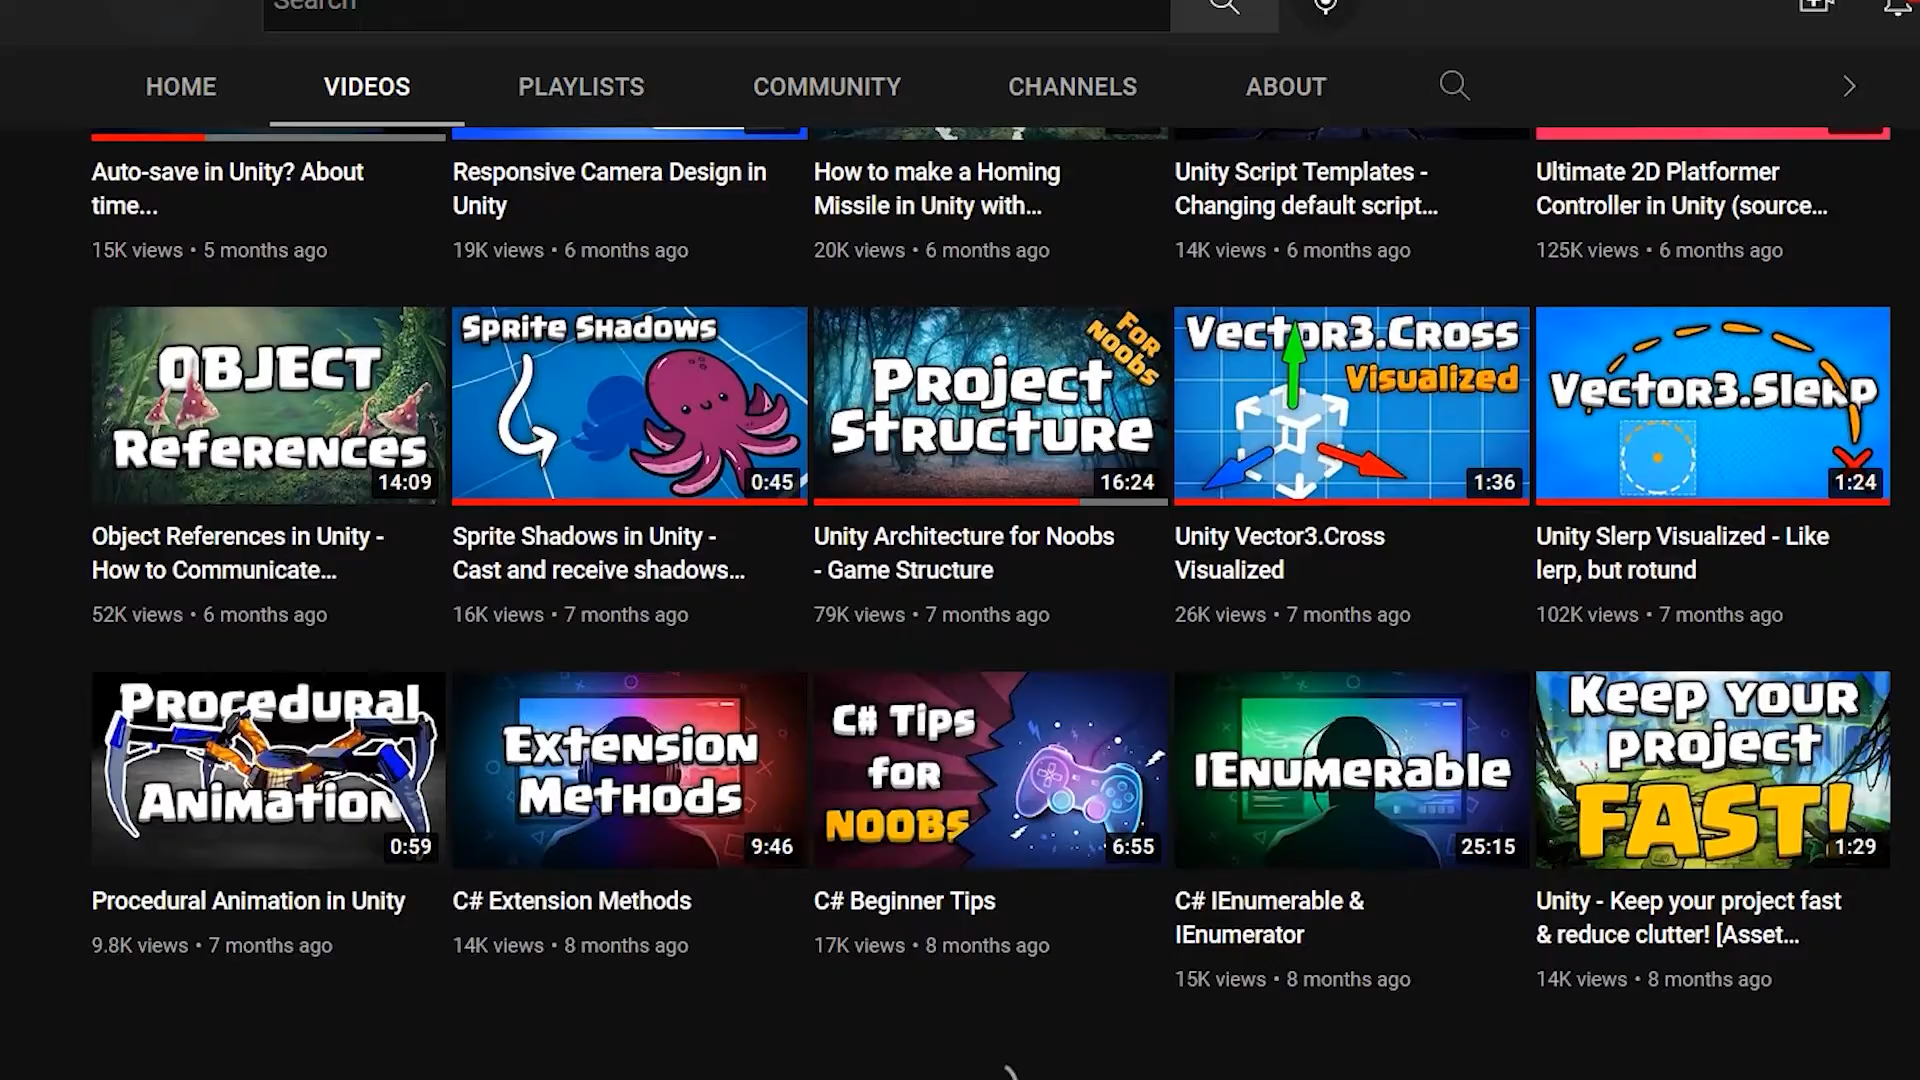 Search
HOME
VIDEOS
PLAYLISTS
COMMUNITY
CHANNELS
ABOUT
Auto-save in Unity? About
time...
15K views • 5 months ago
Responsive Camera Design in
Unity
19K views • 6 months ago
How to make a Homing
Missile in Unity with...
20K views • 6 months ago
Unity Script Templates -
Changing default script...
14K views • 6 months ago
Ultimate 2D Platformer
Controller in Unity (source...
125K views • 6 months ago
OBJECT
References
14:09
Object References in Unity -
How to Communicate...
52K views • 6 months ago
Sprite Shadows
0:45
Sprite Shadows in Unity -
Cast and receive shadows...
16K views • 7 months ago
FOR
NOOBS
Project
Structure
16:24
Unity Architecture for Noobs
- Game Structure
79K views • 7 months ago
Vector3.Cross
Visualized
1:36
Unity Vector3.Cross
Visualized
26K views • 7 months ago
Vector3.Slerp
1:24
Unity Slerp Visualized - Like
lerp, but rotund
102K views • 7 months ago
Procedural
Animation
0:59
Procedural Animation in Unity
9.8K views • 7 months ago
Extension
Methods
9:46
C# Extension Methods
14K views • 8 months ago
C# Tips
for
NOOBS
6:55
C# Beginner Tips
17K views • 8 months ago
IEnumerable
25:15
C# IEnumerable &
IEnumerator
15K views • 8 months ago
Keep your
project
FAST!
1:29
Unity - Keep your project fast
& reduce clutter! [Asset...
14K views • 8 months ago